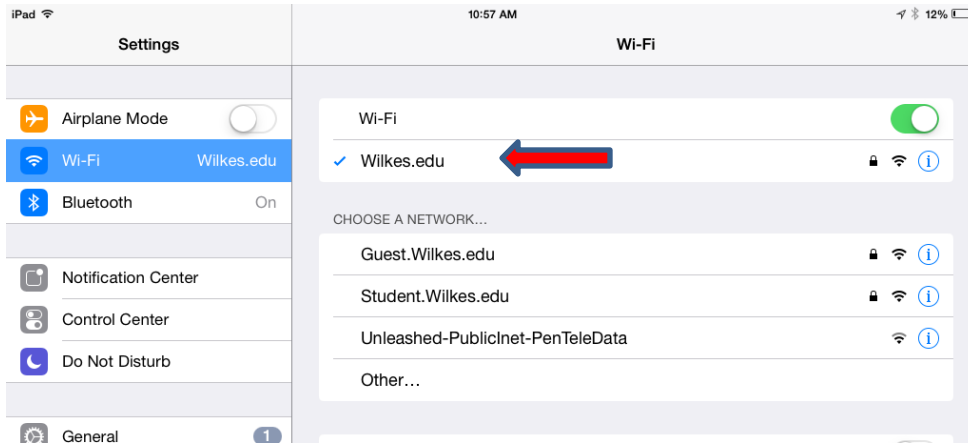 iPad 10:57 AM 12%
Settings
Wi-Fi
Airplane Mode
Wi-Fi Wilkes.edu
Bluetooth On
Notification Center
Control Center
Do Not Disturb
General 1
Wi-Fi
Wilkes.edu
CHOOSE A NETWORK...
Guest.Wilkes.edu
Student.Wilkes.edu
Unleashed-PublicInet-PenTeleData
Other...